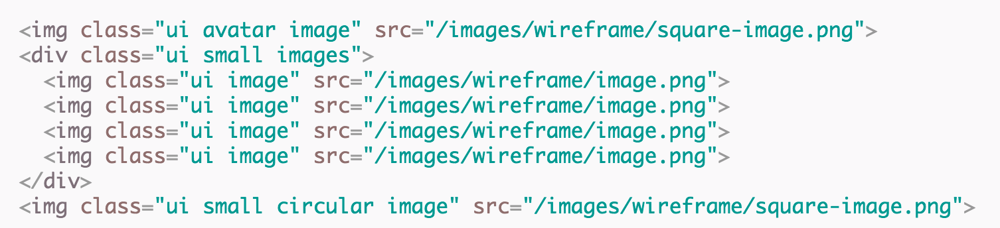 <img class="ui avatar image" src="/images/wireframe/square-image.png">
<div class="ui small images">
  <img class="ui image" src="/images/wireframe/image.png">
  <img class="ui image" src="/images/wireframe/image.png">
  <img class="ui image" src="/images/wireframe/image.png">
  <img class="ui image" src="/images/wireframe/image.png">
</div>
<img class="ui small circular image" src="/images/wireframe/square-image.png">